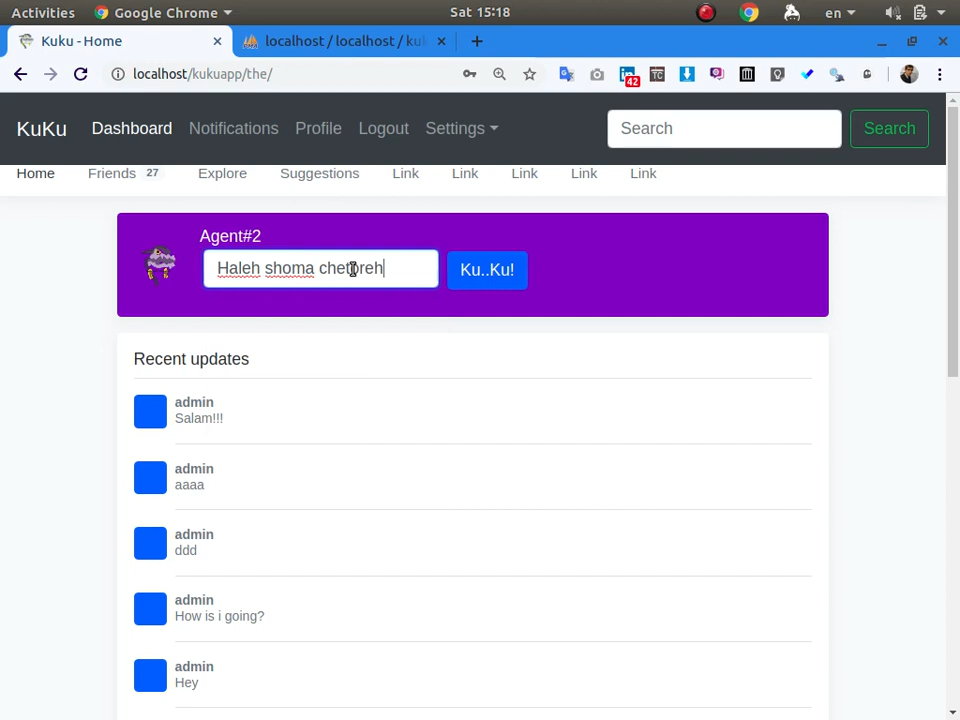 Activities Google Chrome Sat 15:18 en
Kuku - Home localhost / localhost / kuk
localhost/kukuapp/the/ 42 TC
KuKu Dashboard Notifications Profile Logout Settings Search Search
Home Friends 27 Explore Suggestions Link Link Link Link Link
Agent#2
Haleh shoma chetoreh Ku..Ku!
Recent updates
admin
Salam!!!
admin
aaaa
admin
ddd
admin
How is i going?
admin
Hey